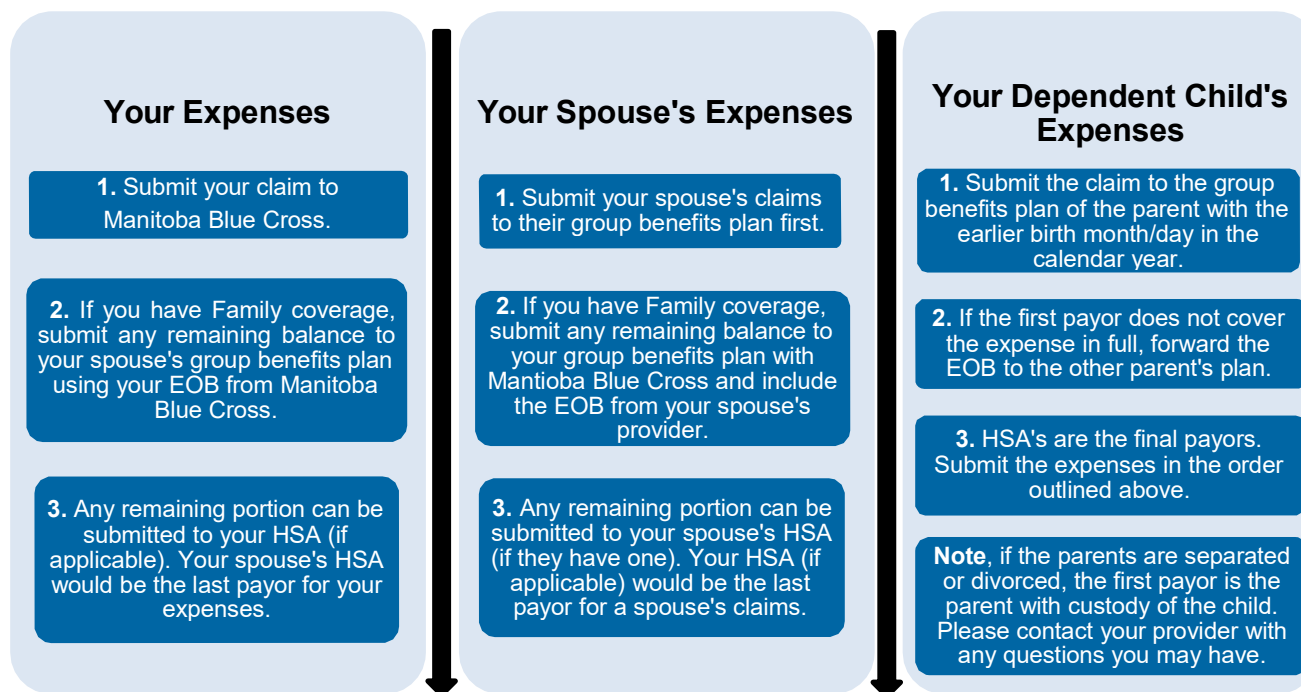 Your Expenses
1. Submit your claim to
Manitoba Blue Cross.
2. If you have Family coverage,
submit any remaining balance to
your spouse's group benefits plan
using your EOB from Manitoba
Blue Cross.
3. Any remaining portion can be
submitted to your HSA (if
applicable). Your spouse's HSA
would be the last payor for your
expenses.
Your Spouse's Expenses
1. Submit your spouse's claims
to their group benefits plan first.
2. If you have Family coverage,
submit any remaining balance to
your group benefits plan with
Mantioba Blue Cross and include
the EOB from your spouse's
provider.
3. Any remaining portion can be
submitted to your spouse's HSA
(if they have one). Your HSA (if
applicable) would be the last
payor for a spouse's claims.
Your Dependent Child's
Expenses
1. Submit the claim to the group
benefits plan of the parent with the
earlier birth month/day in the
calendar year.
2. If the first payor does not cover
the expense in full, forward the
EOB to the other parent's plan.
3. HSA's are the final payors.
Submit the expenses in the order
outlined above.
Note, if the parents are separated
or divorced, the first payor is the
parent with custody of the child.
Please contact your provider with
any questions you may have.